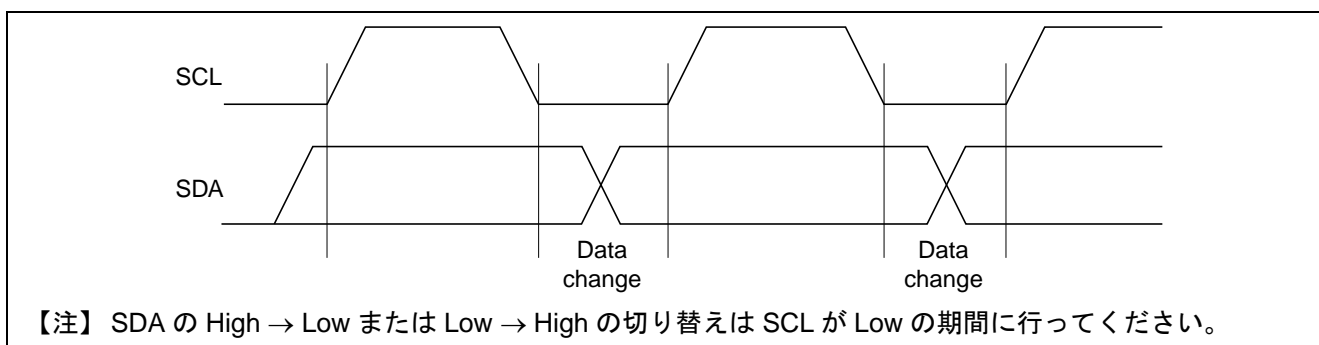 SCL
SDA
Data
change
Data
change
【注】 SDA の High → Low または Low → High の切り替えは SCL が Low の期間に行ってください。